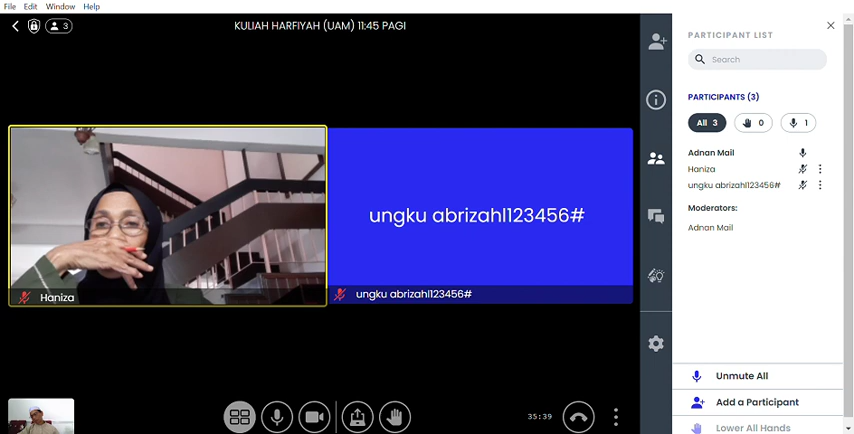 File Edit Window Help
3
KULIAH HARFIYAH (UAM) 11:45 PAGI
Haniza
ungku abrizahl123456#
ungku abrizahl123456#
35:39
PARTICIPANT LIST
Search
PARTICIPANTS (3)
All 3 0 1
Adnan Mail
Haniza
ungku abrizahl123456#
Moderators:
Adnan Mail
Unmute All
Add a Participant
Lower All Hands